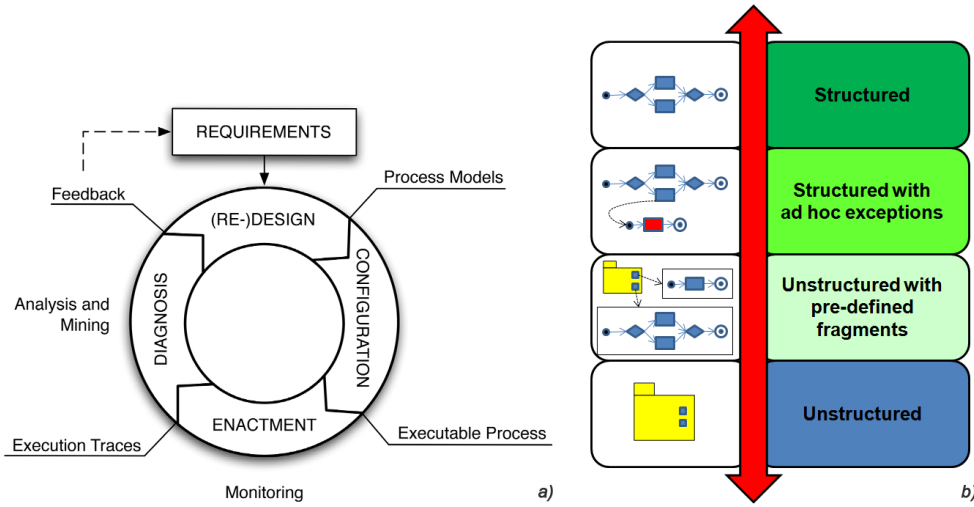 REQUIREMENTS
Feedback
Process Models
(RE-)DESIGN
CONFIGURATION
DIAGNOSIS
Analysis and
Mining
ENACTMENT
Execution Traces
Executable Process
Monitoring
a)
Structured
Structured with
ad hoc exceptions
Unstructured with
pre-defined
fragments
Unstructured
b)